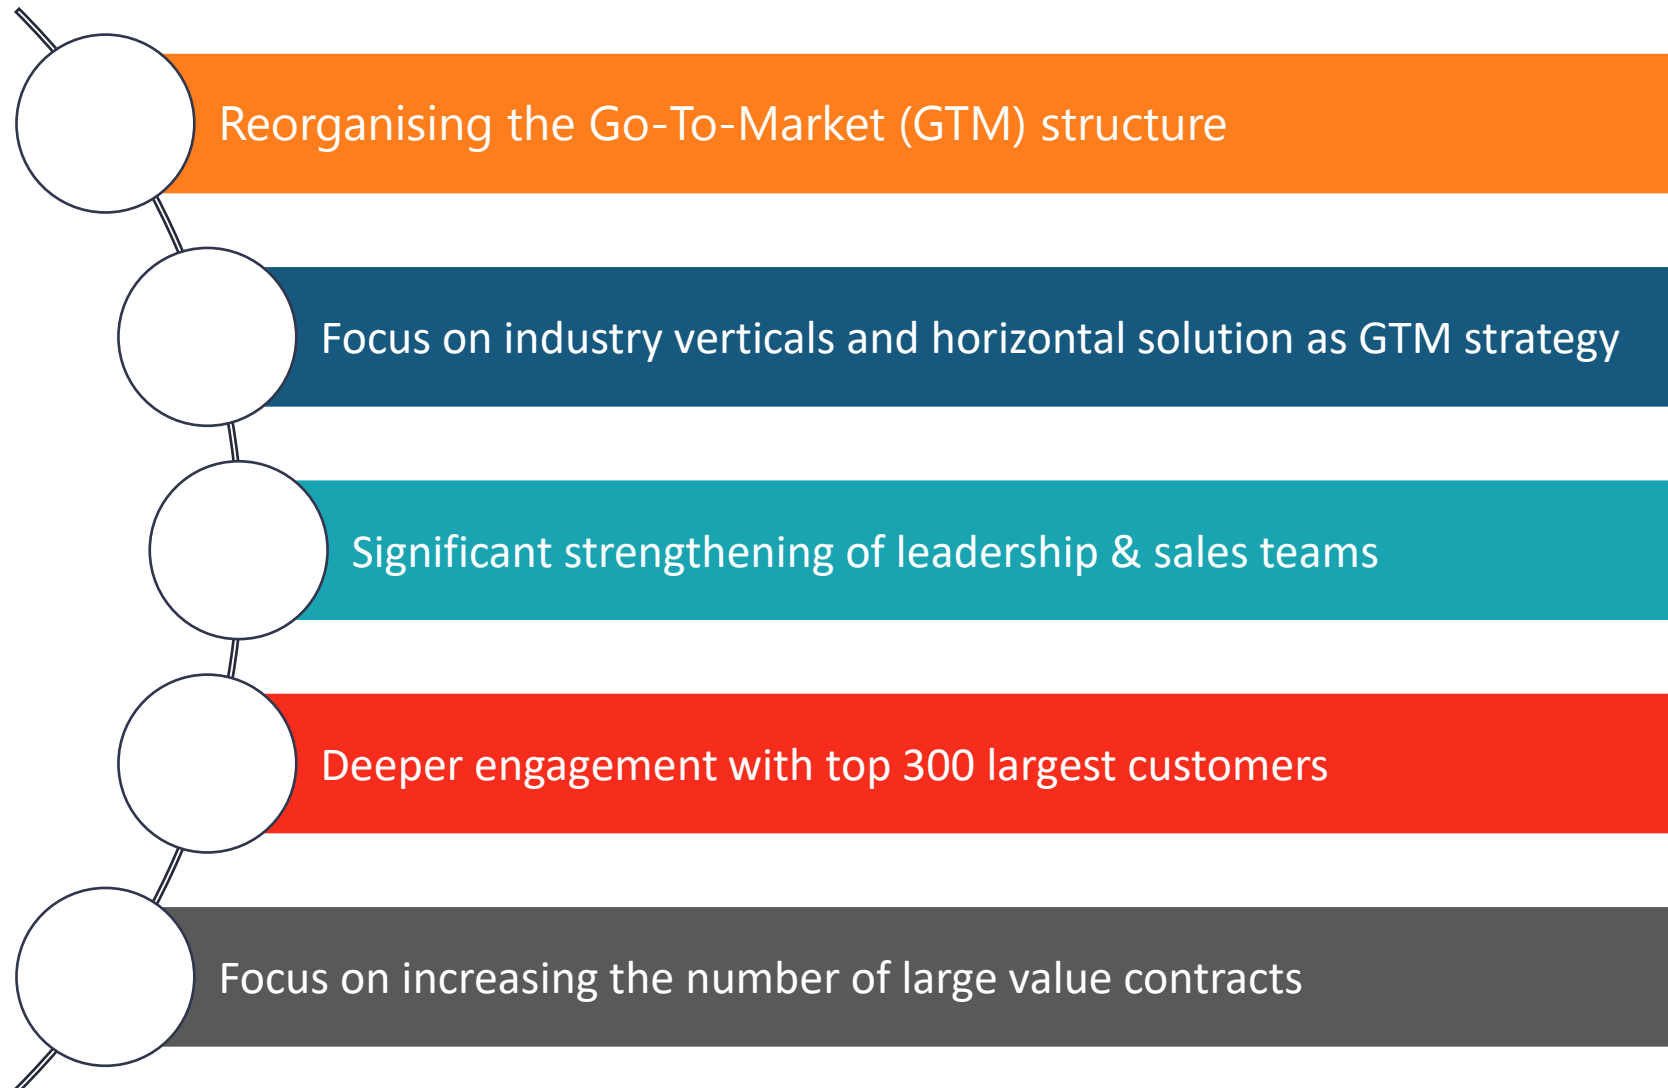 Reorganising the Go-To-Market (GTM) structure
Focus on industry verticals and horizontal solution as GTM strategy
Significant strengthening of leadership & sales teams
Deeper engagement with top 300 largest customers
Focus on increasing the number of large value contracts